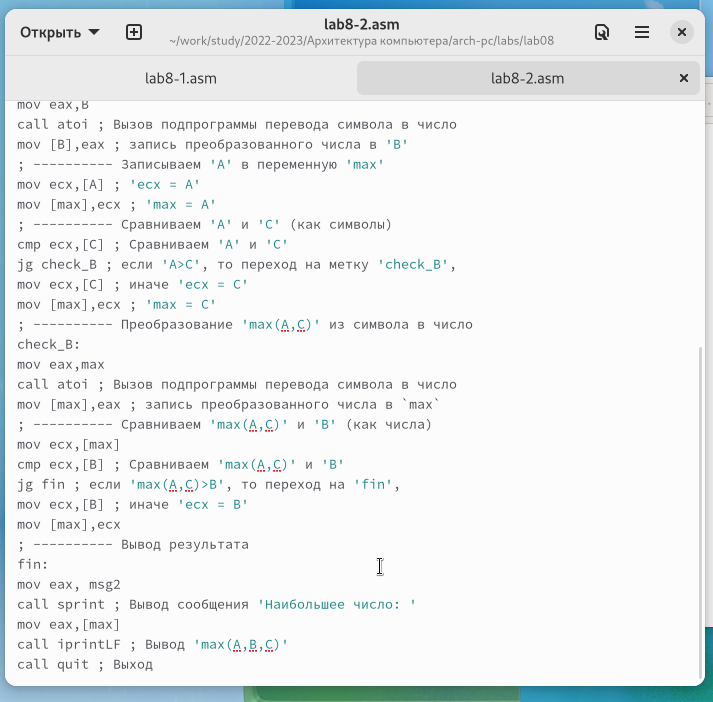 Открыть
lab8-2.asm
~/work/study/2022-2023/Архитектура компьютера/arch-pc/labs/lab08
lab8-1.asm
lab8-2.asm
mov eax,B
call atoi ; Вызов подпрограммы перевода символа в число
mov [B],eax ; запись преобразованного числа в 'B'
; ---------- Записываем 'A' в переменную 'max'
mov ecx,[A] ; 'ecx = A'
mov [max],ecx ; 'max = A'
; ---------- Сравниваем 'A' и 'С' (как символы)
cmp ecx,[C] ; Сравниваем 'A' и 'С'
jg check_B ; если 'A>C', то переход на метку 'check_B',
mov ecx,[C] ; иначе 'ecx = C'
mov [max],ecx ; 'max = C'
; ---------- Преобразование 'max(A,C)' из символа в число
check_B:
mov eax,max
call atoi ; Вызов подпрограммы перевода символа в число
mov [max],eax ; запись преобразованного числа в `max`
; ---------- Сравниваем 'max(A,C)' и 'B' (как числа)
mov ecx,[max]
cmp ecx,[B] ; Сравниваем 'max(A,C)' и 'B'
jg fin ; если 'max(A,C)>B', то переход на 'fin',
mov ecx,[B] ; иначе 'ecx = B'
mov [max],ecx
; ---------- Вывод результата
fin:
mov eax, msg2
call sprint ; Вывод сообщения 'Наибольшее число: '
mov eax,[max]
call iprintLF ; Вывод 'max(A,B,C)'
call quit ; Выход